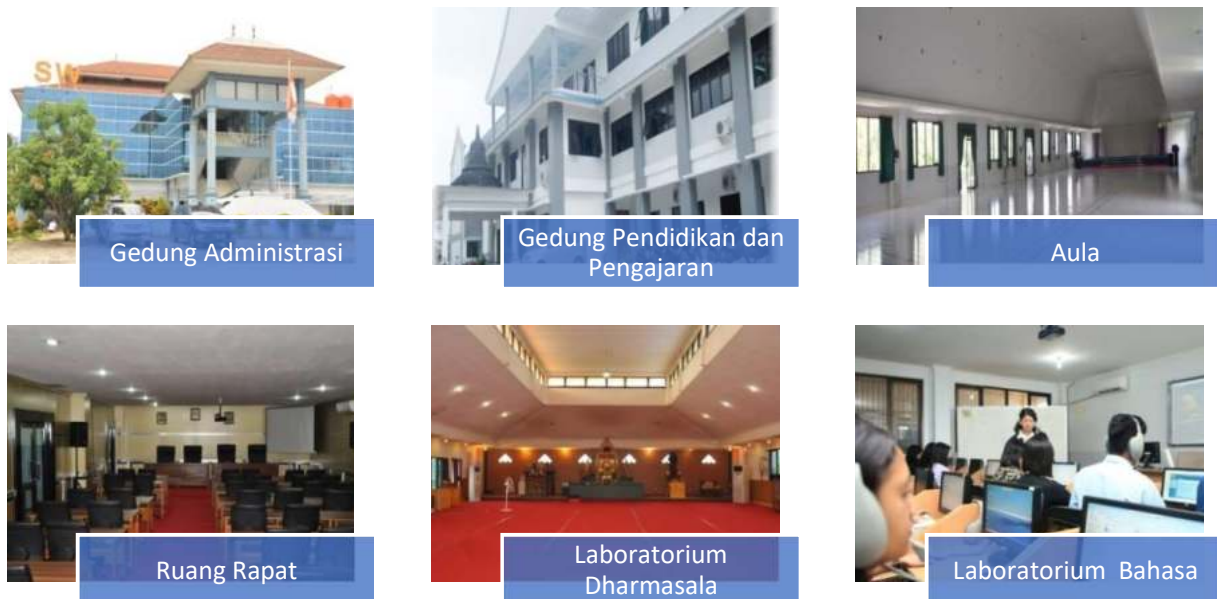 SW
Gedung Administrasi
Gedung Pendidikan dan
Pengajaran
Aula
Ruang Rapat
Laboratorium
Dharmasala
Laboratorium Bahasa